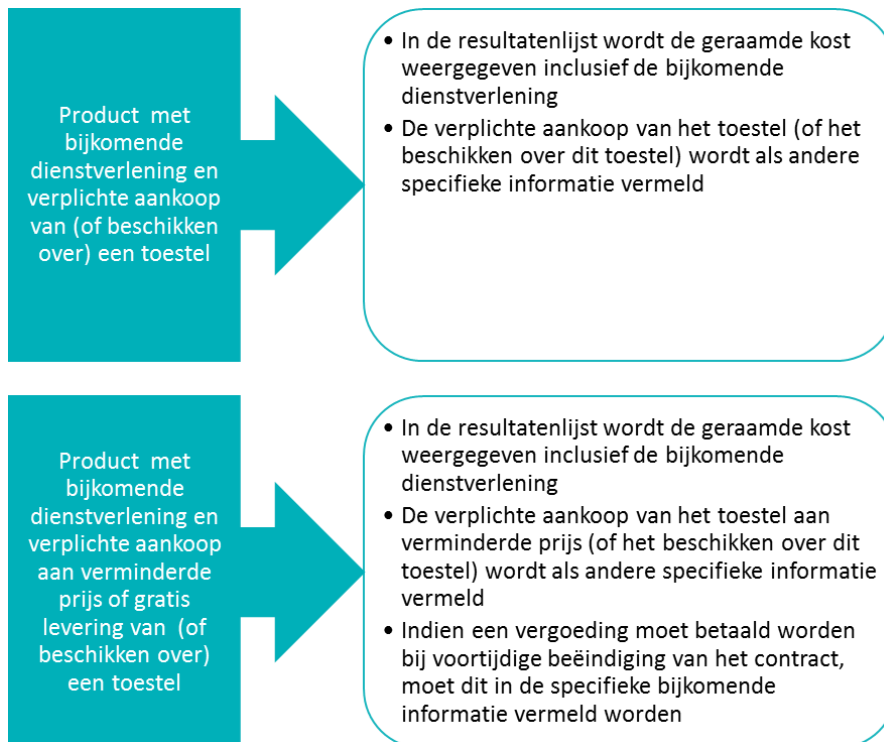 Product met
bijkomende
dienstverlening en
verplichte aankoop
van (of beschikken
over) een toestel
• In de resultatenlijst wordt de geraamde kost
weergegeven inclusief de bijkomende
dienstverlening
• De verplichte aankoop van het toestel (of het
beschikken over dit toestel) wordt als andere
specifieke informatie vermeld
Product met
bijkomende
dienstverlening en
verplichte aankoop
aan verminderde
prijs of gratis
levering van (of
beschikken over)
een toestel
• In de resultatenlijst wordt de geraamde kost
weergegeven inclusief de bijkomende
dienstverlening
• De verplichte aankoop van het toestel aan
verminderde prijs (of het beschikken over dit
toestel) wordt als andere specifieke informatie
vermeld
• Indien een vergoeding moet betaald worden
bij voortijdige beëindiging van het contract,
moet dit in de specifieke bijkomende
informatie vermeld worden